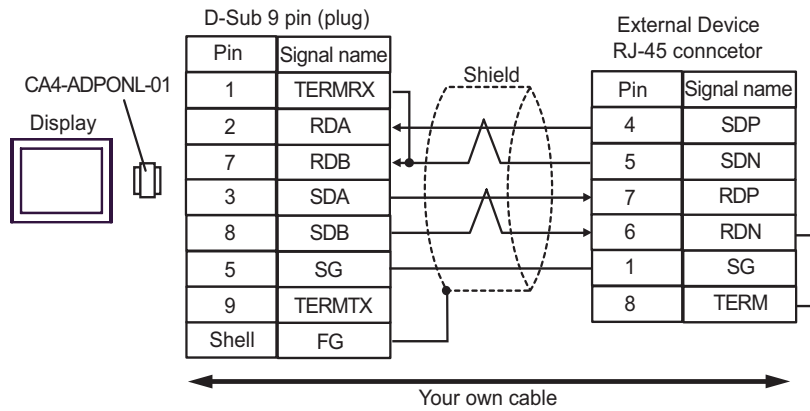 D-Sub 9 pin (plug)
External Device
RJ-45 conncetor
CA4-ADPONL-01
Display
Shield
Pin Signal name
1 TERMRX
2 RDA
7 RDB
3 SDA
8 SDB
5 SG
9 TERMTX
Shell FG
Pin Signal name
4 SDP
5 SDN
7 RDP
6 RDN
1 SG
8 TERM
Your own cable